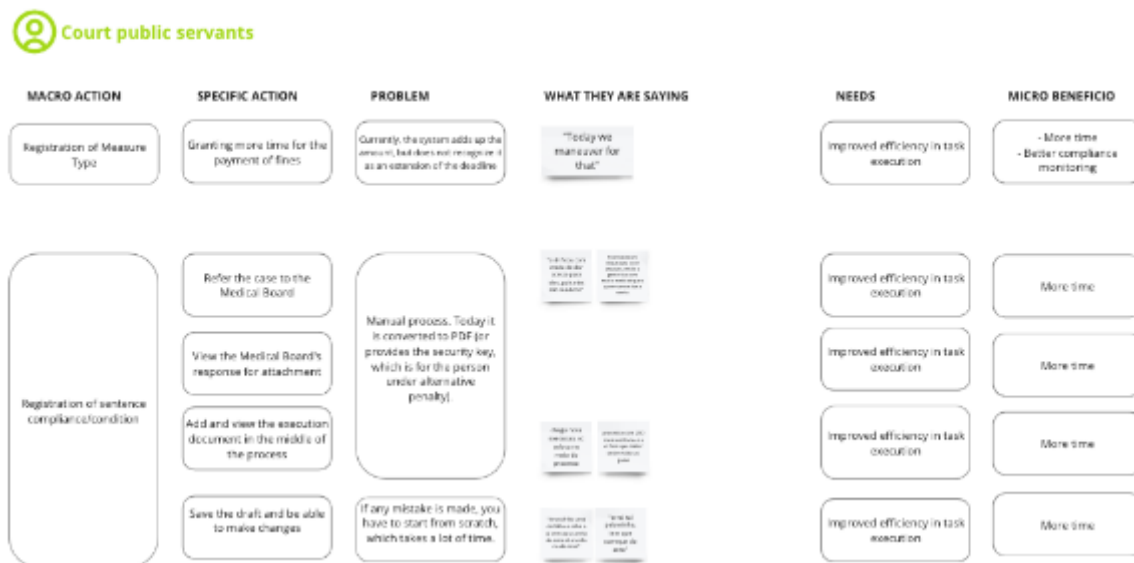 Court public servants
MACRO ACTION
SPECIFIC ACTION
PROBLEM
WHAT THEY ARE SAYING
NEEDS
MICRO BENEFICIO
Registration of Measure
Type
Granting more time for the
payment of fines
Currently, the system adds up the
amount, but does not recognize it
as an extension of the deadline
"Today we
maneuver for
that"
Improved efficiency in task
execution
- More time
- Better compliance
monitoring
Registration of sentence
compliance/condition
Refer the case to the
Medical Board
Manual process. Today it
is converted to PDF (or
provides the security key,
which is for the person
under alternative
penalty).
Improved efficiency in task
execution
More time
View the Medical Board's
response for attachment
Improved efficiency in task
execution
More time
Add and view the execution
document in the middle of
the process
Improved efficiency in task
execution
More time
Save the draft and be able
to make changes
If any mistake is made, you
have to start from scratch,
which takes a lot of time.
Improved efficiency in task
execution
More time